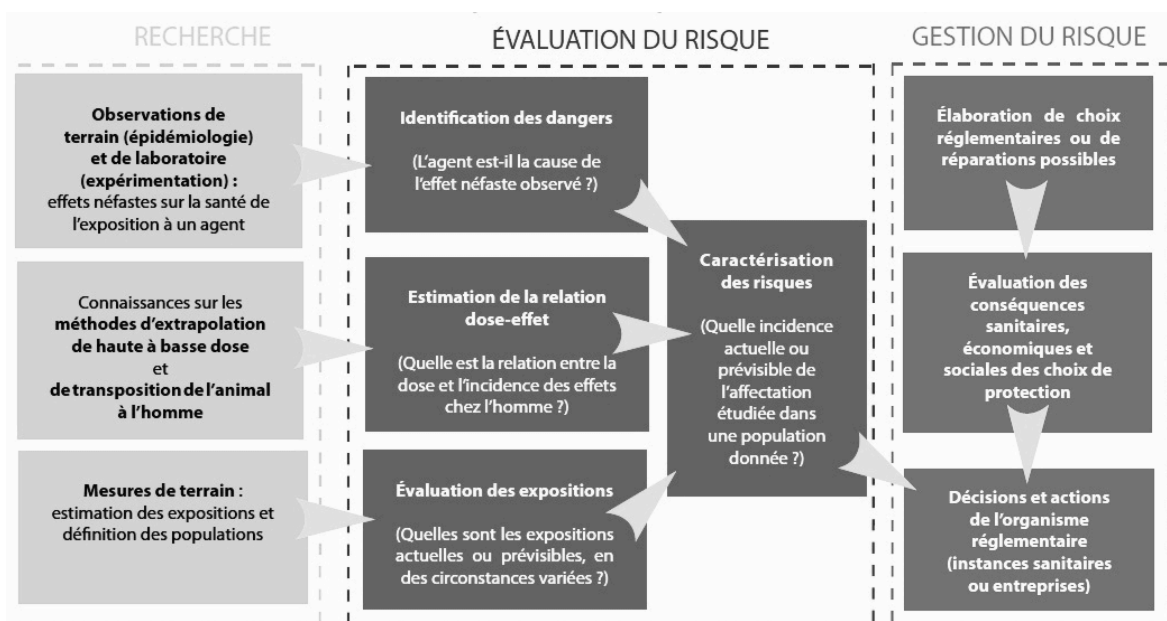 RECHERCHE
Observations de
terrain (épidémiologie)
et de laboratoire
(expérimentation) :
effets néfastes sur la santé de
l'exposition à un agent
Connaissances sur les
méthodes d'extrapolation
de haute à basse dose
et
de transposition de l'animal
à l'homme
Mesures de terrain :
estimation des expositions et
définition des populations
ÉVALUATION DU RISQUE
Identification des dangers
(L'agent est-il la cause de
l'effet néfaste observé ?)
Estimation de la relation
dose-effet
(Quelle est la relation entre la
dose et l'incidence des effets
chez l'homme ?)
Évaluation des expositions
(Quelles sont les expositions
actuelles ou prévisibles, en
des circonstances variées ?)
Caractérisation
des risques
(Quelle incidence
actuelle ou
prévisible de
l'affectation
étudiée dans
une population
donnée ?)
GESTION DU RISQUE
Élaboration de choix
réglementaires ou de
réparations possibles
Évaluation des
conséquences
sanitaires,
économiques et
sociales des choix de
protection
Décisions et actions
de l'organisme
réglementaire
(instances sanitaires
ou entreprises)